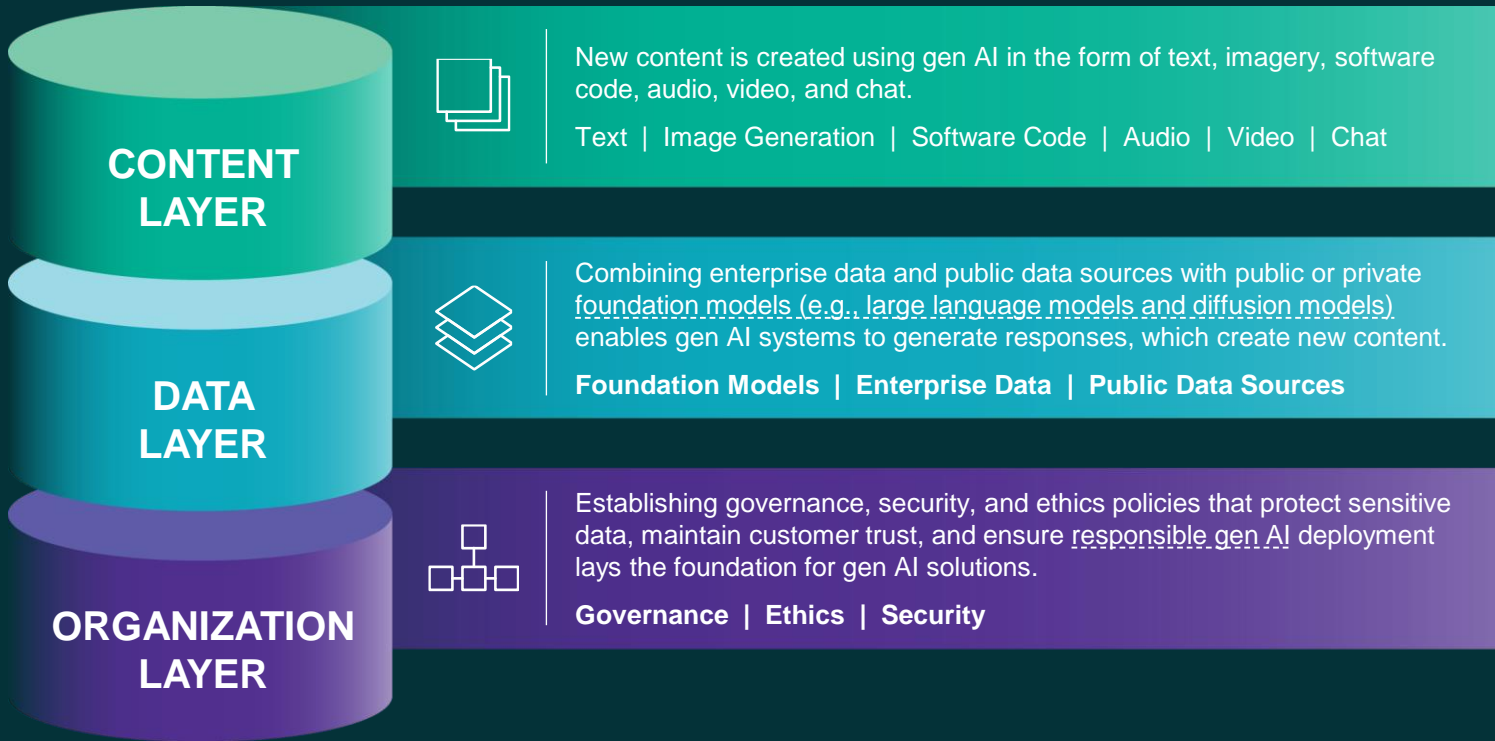 CONTENT
LAYER
New content is created using gen AI in the form of text, imagery, software
code, audio, video, and chat.
Text | Image Generation | Software Code | Audio | Video | Chat
DATA
LAYER
Combining enterprise data and public data sources with public or private
foundation models (e.g., large language models and diffusion models)
enables gen AI systems to generate responses, which create new content.
Foundation Models | Enterprise Data | Public Data Sources
ORGANIZATION
LAYER
Establishing governance, security, and ethics policies that protect sensitive
data, maintain customer trust, and ensure responsible gen AI deployment
lays the foundation for gen AI solutions.
Governance | Ethics | Security